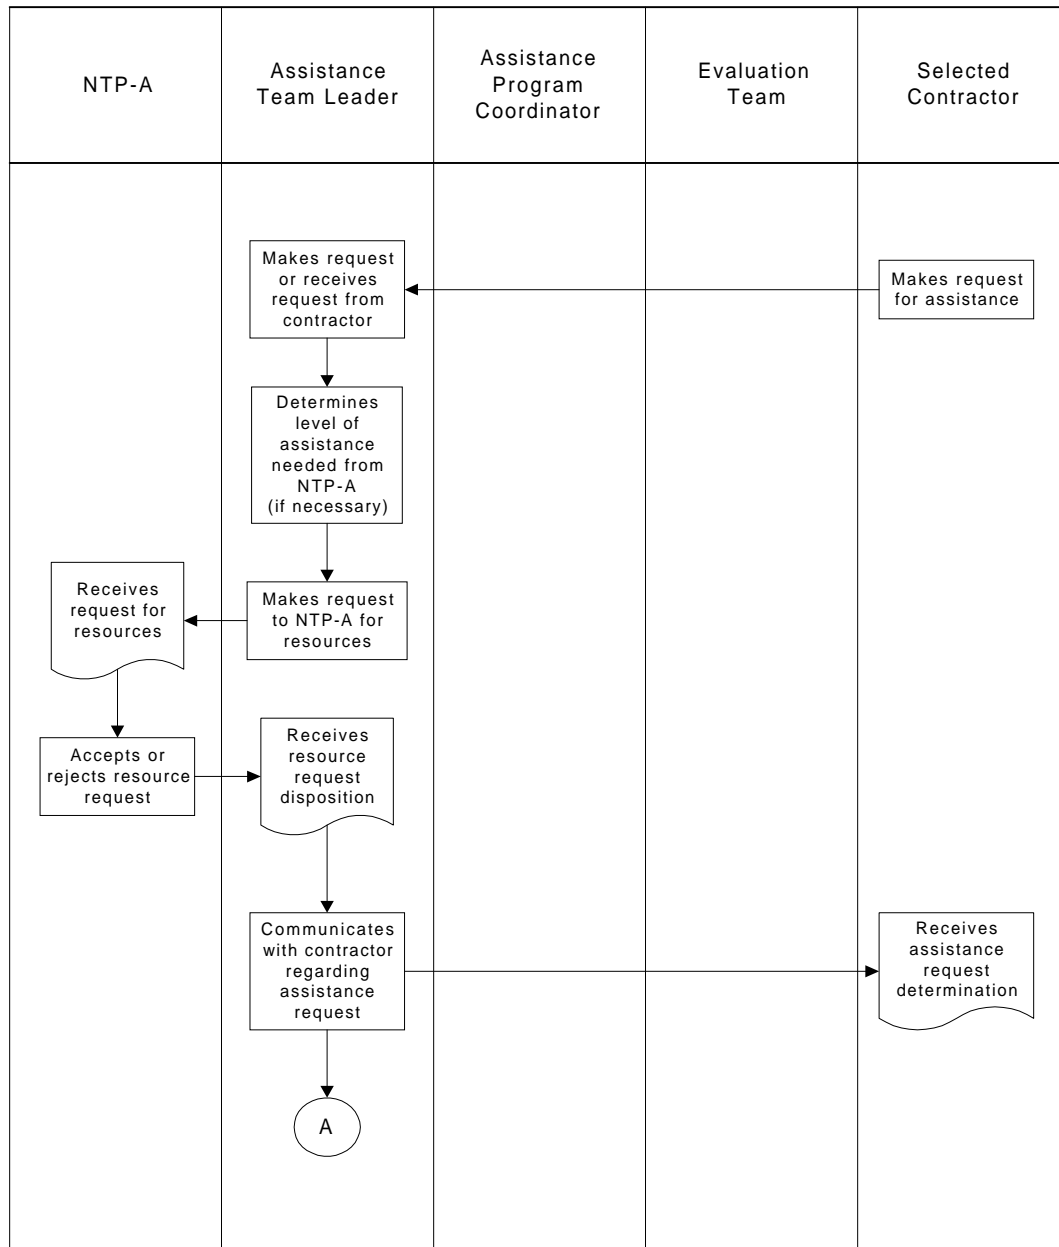 NTP-A
Assistance
Team Leader
Assistance
Program
Coordinator
Evaluation
Team
Selected
Contractor
Makes request
or receives
request from
contractor
Makes request
for assistance
Determines
level of
assistance
needed from
NTP-A
(if necessary)
Receives
request for
resources
Makes request
to NTP-A for
resources
Accepts or
rejects resource
request
Receives
resource
request
disposition
Communicates
with contractor
regarding
assistance
request
Receives
assistance
request
determination
A